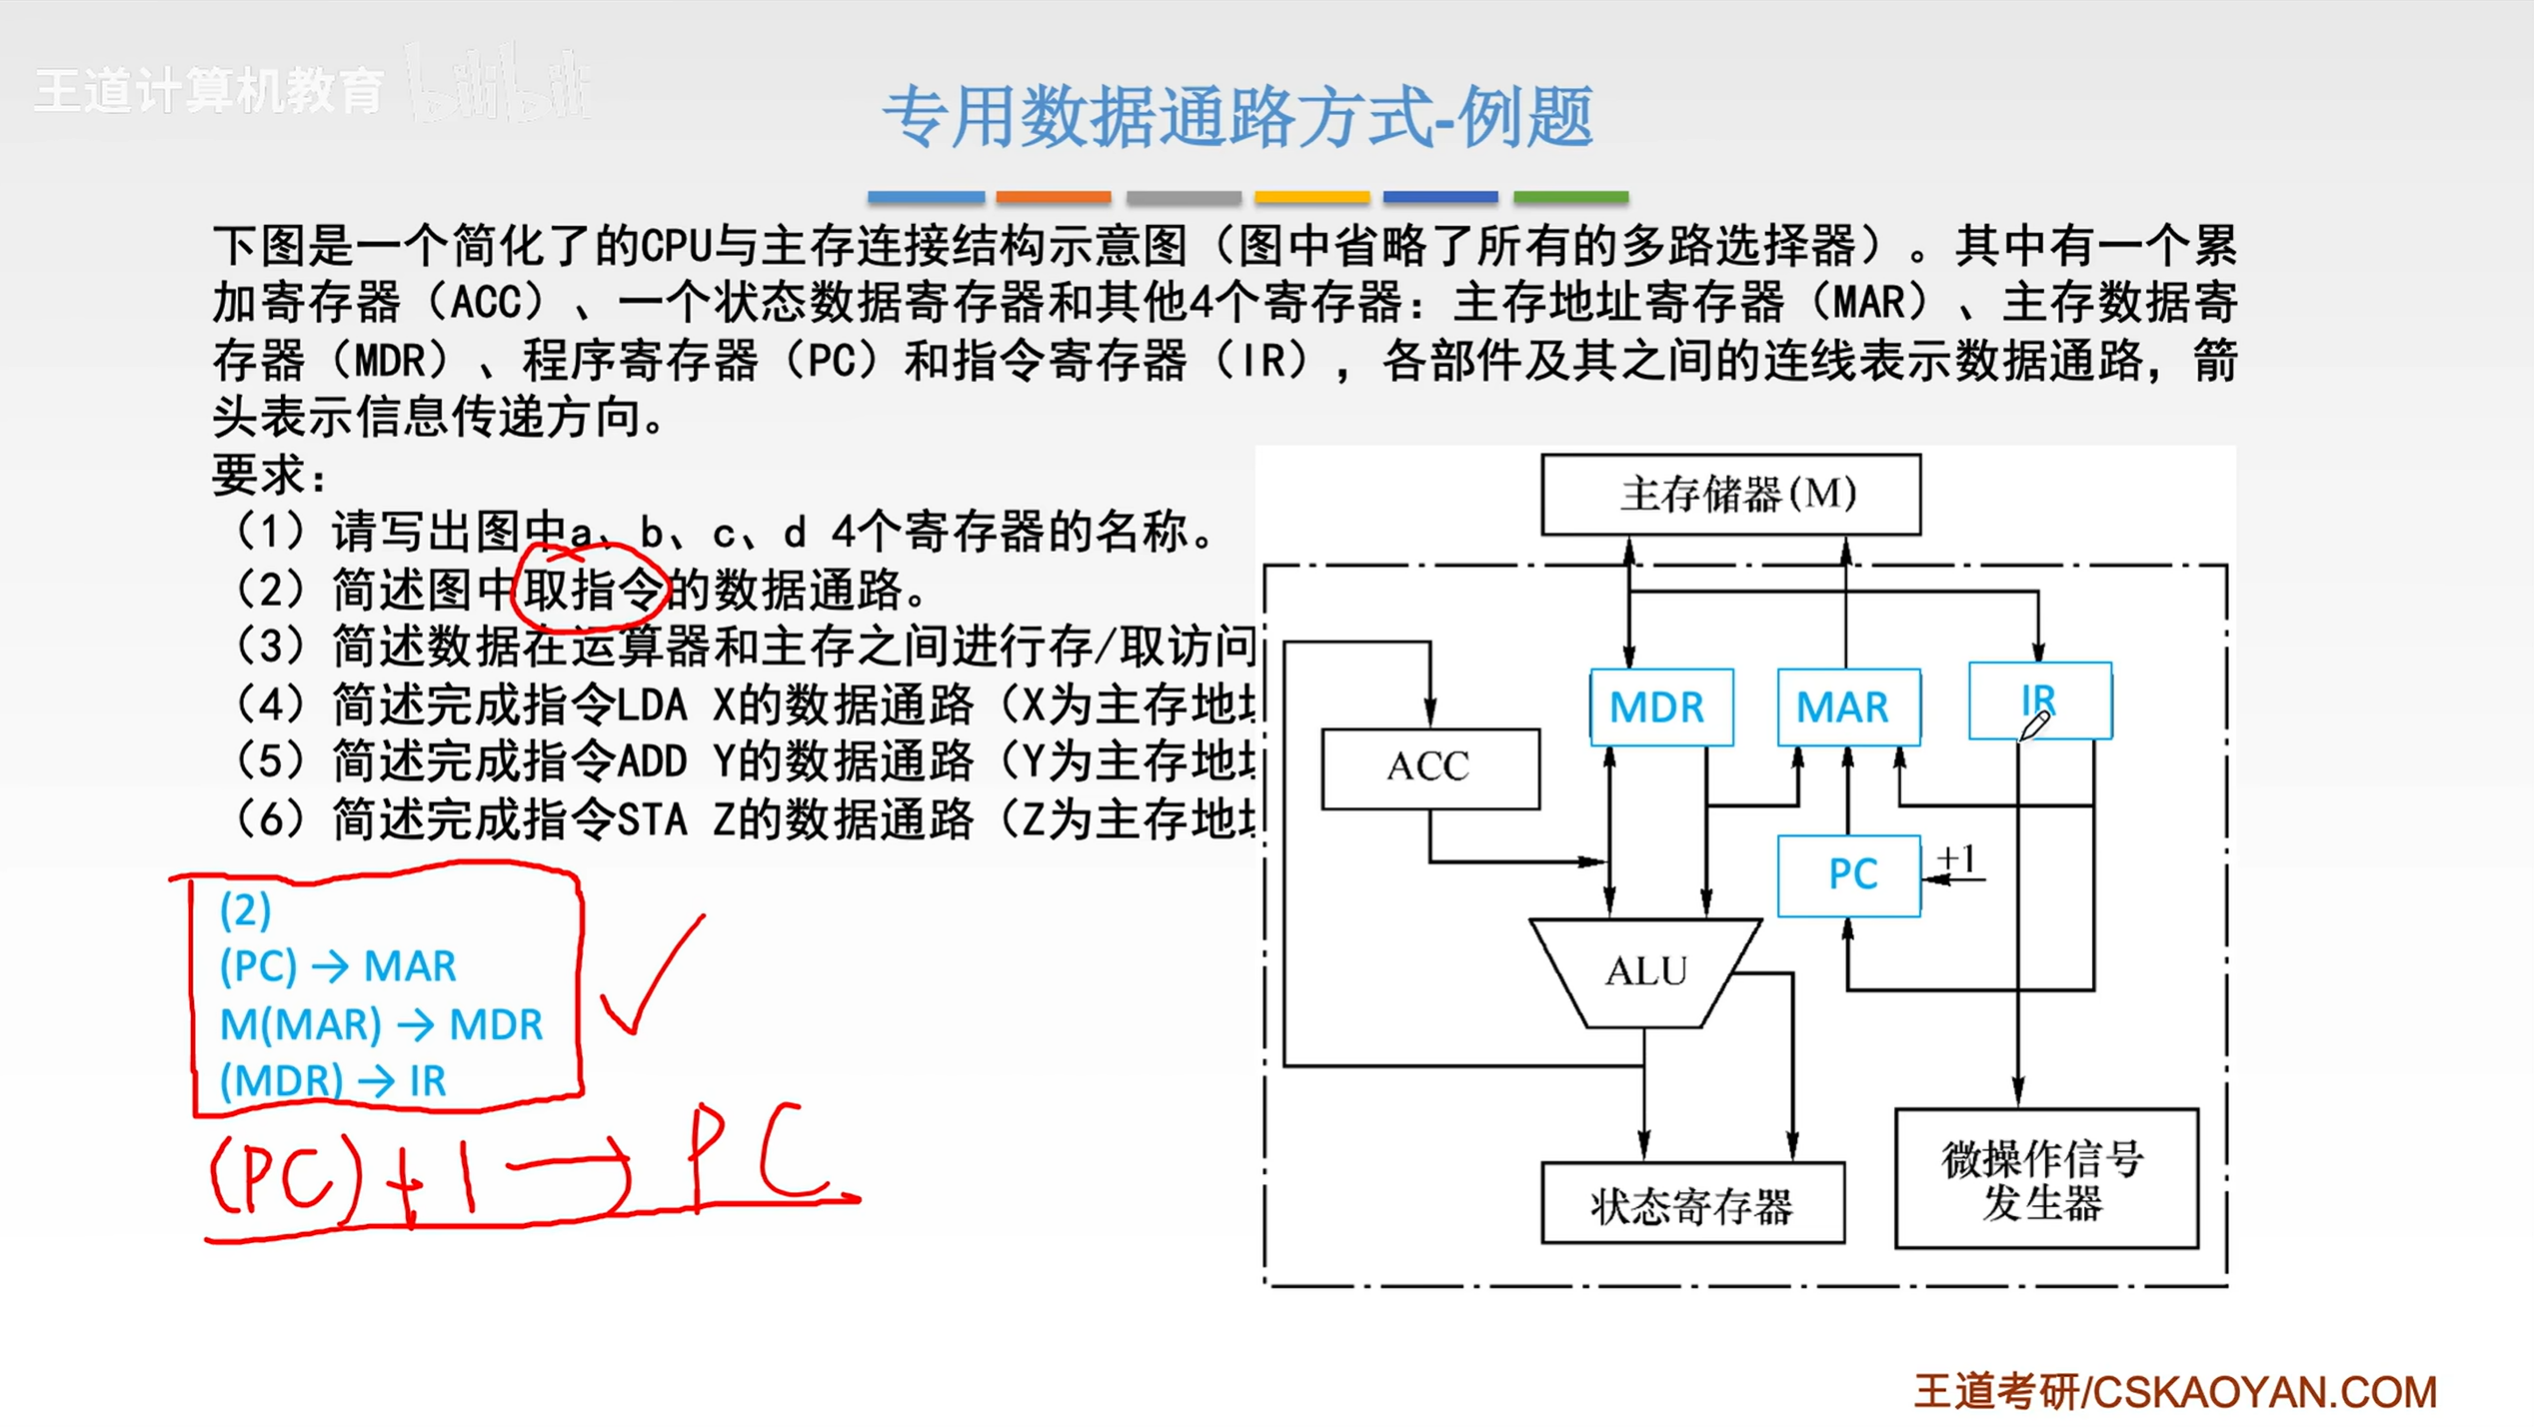 王道计算机教育 bilibili
专用数据通路方式-例题
下图是一个简化了的CPU与主存连接结构示意图（图中省略了所有的多路选择器）。其中有一个累
加寄存器（ACC）、一个状态数据寄存器和其他4个寄存器：主存地址寄存器（MAR）、主存数据寄
存器（MDR）、程序寄存器（PC）和指令寄存器（IR），各部件及其之间的连线表示数据通路，箭
头表示信息传递方向。
要求：
（1）请写出图中a、b、c、d 4个寄存器的名称。
（2）简述图中取指令的数据通路。
（3）简述数据在运算器和主存之间进行存/取访问
（4）简述完成指令LDA X的数据通路（X为主存地
（5）简述完成指令ADD Y的数据通路（Y为主存地
（6）简述完成指令STA Z的数据通路（Z为主存地
(2)
(PC) → MAR
M(MAR) → MDR
(MDR) → IR
(PC)+1→PC
主存储器(M)
MDR
MAR
IR
ACC
PC
+1
ALU
状态寄存器
微操作信号
发生器
王道考研/CSKAOYAN.COM